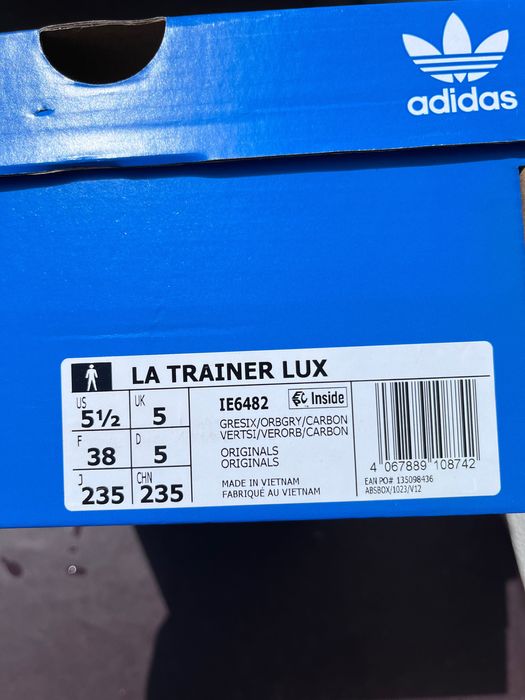 adidas
LA TRAINER LUX
US
5½
UK
5
F
38
D
5
J
235
CHN
235
IE6482
Inside
GRESIX/ORBGRY/CARBON
VERTSI/VERORB/CARBON
ORIGINALS
ORIGINALS
MADE IN VIETNAM
FABRIQUÉ AU VIETNAM
4 067889 108742
EAN PO# 135098436
ABSBOX/1023/V12